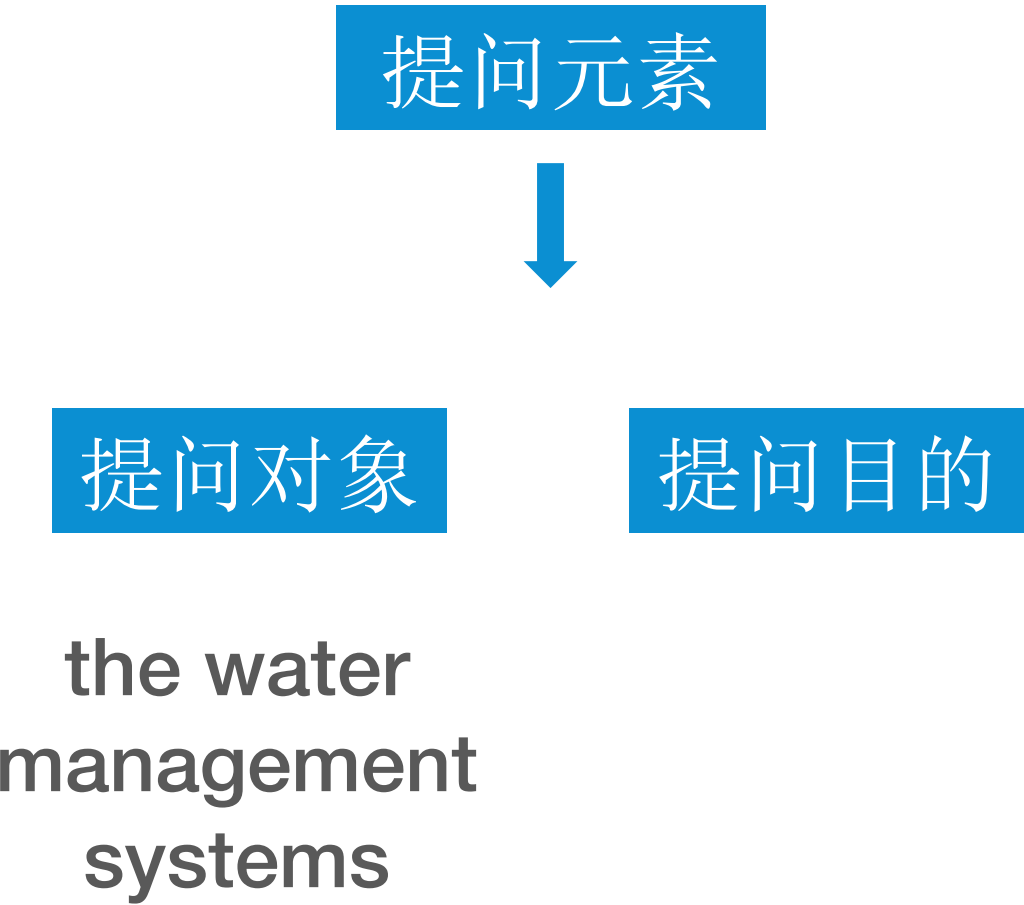 提问元素
提问对象
提问目的
the water
management
systems